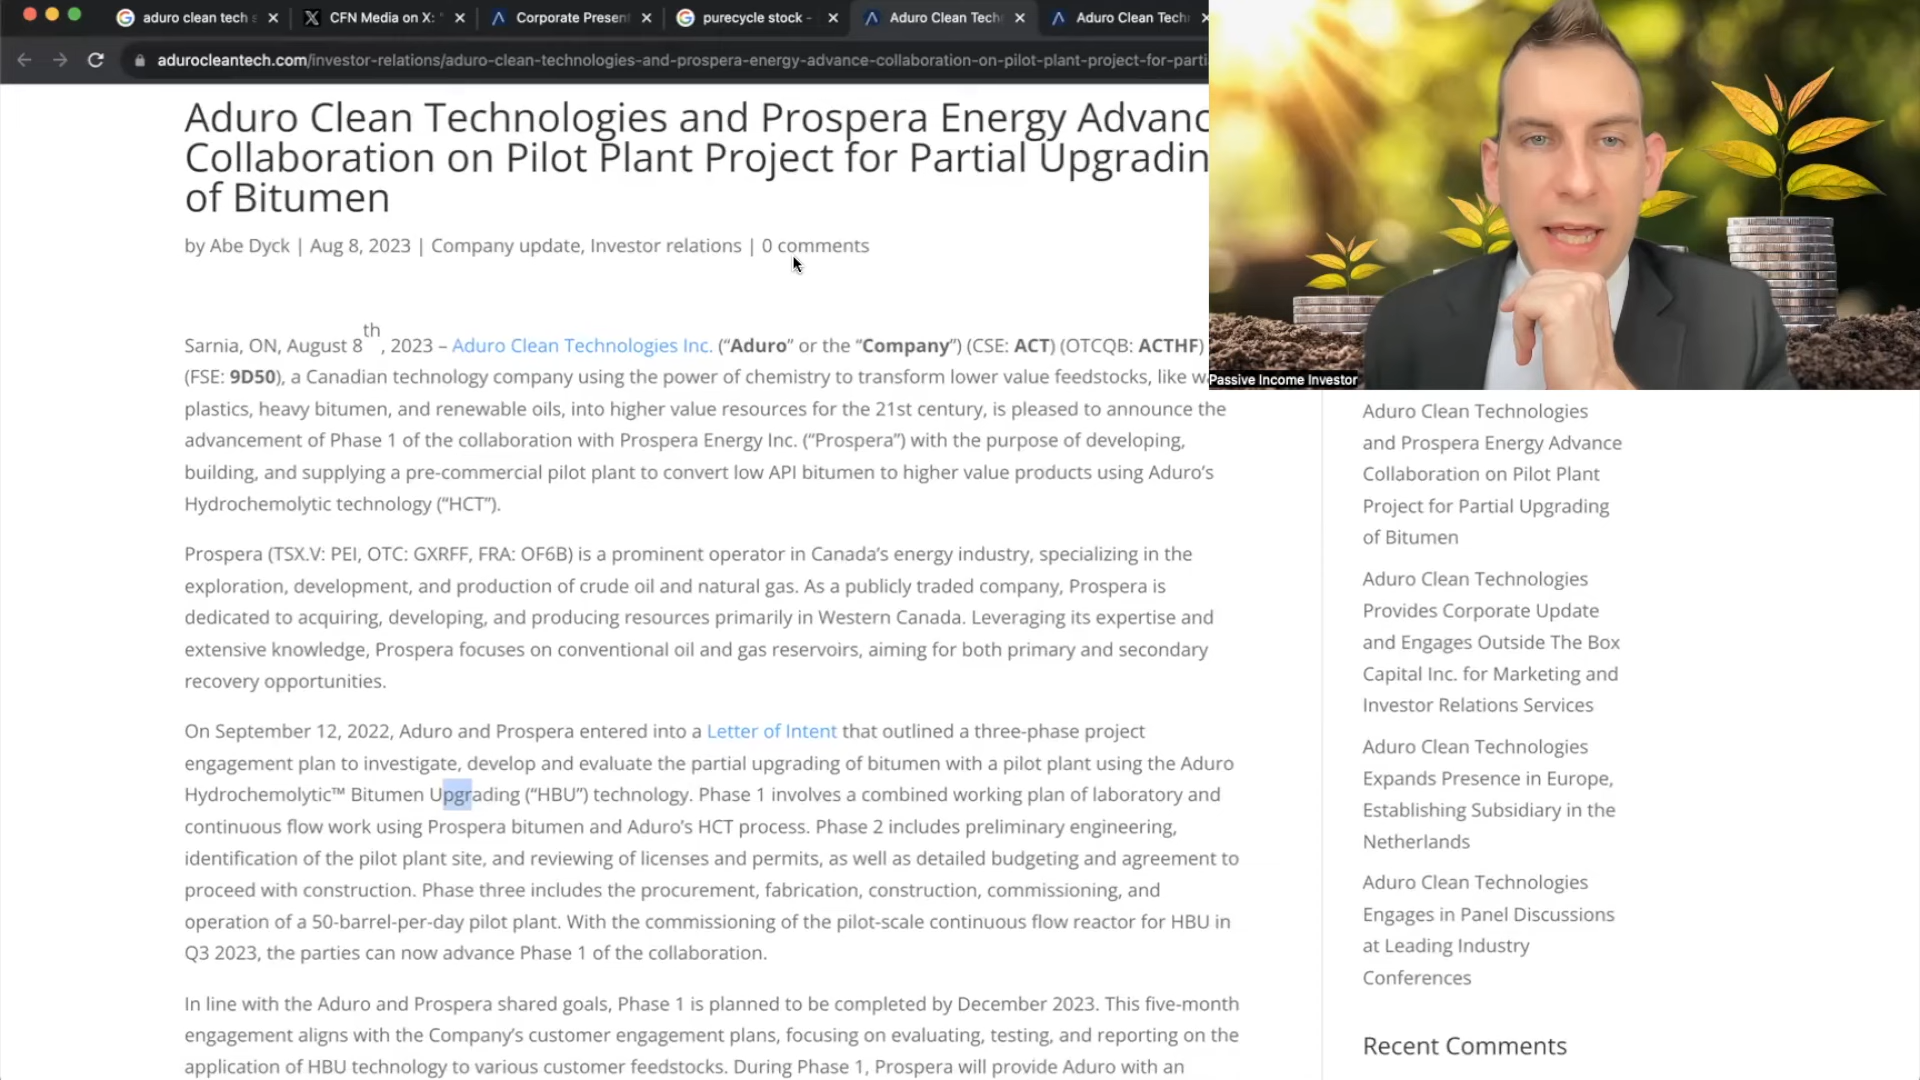 aduro clean tech s
CFN Media on X: "
Corporate Present
purecycle stock -
Aduro Clean Tech
Aduro Clean Tech
adurocleantech.com/investor-relations/aduro-clean-technologies-and-prospera-energy-advance-collaboration-on-pilot-plant-project-for-parti
Aduro Clean Technologies and Prospera Energy Advanc
Collaboration on Pilot Plant Project for Partial Upgradin
of Bitumen
by Abe Dyck | Aug 8, 2023 | Company update, Investor relations | 0 comments
Sarnia, ON, August 8th, 2023 – Aduro Clean Technologies Inc. (“Aduro” or the “Company”) (CSE: ACT) (OTCQB: ACTHF)
(FSE: 9D50), a Canadian technology company using the power of chemistry to transform lower value feedstocks, like w
plastics, heavy bitumen, and renewable oils, into higher value resources for the 21st century, is pleased to announce the
advancement of Phase 1 of the collaboration with Prospera Energy Inc. (“Prospera”) with the purpose of developing,
building, and supplying a pre-commercial pilot plant to convert low API bitumen to higher value products using Aduro’s
Hydrochemolytic technology (“HCT”).
Prospera (TSX.V: PEI, OTC: GXRFF, FRA: OF6B) is a prominent operator in Canada’s energy industry, specializing in the
exploration, development, and production of crude oil and natural gas. As a publicly traded company, Prospera is
dedicated to acquiring, developing, and producing resources primarily in Western Canada. Leveraging its expertise and
extensive knowledge, Prospera focuses on conventional oil and gas reservoirs, aiming for both primary and secondary
recovery opportunities.
On September 12, 2022, Aduro and Prospera entered into a Letter of Intent that outlined a three-phase project
engagement plan to investigate, develop and evaluate the partial upgrading of bitumen with a pilot plant using the Aduro
Hydrochemolytic™ Bitumen Upgrading (“HBU”) technology. Phase 1 involves a combined working plan of laboratory and
continuous flow work using Prospera bitumen and Aduro’s HCT process. Phase 2 includes preliminary engineering,
identification of the pilot plant site, and reviewing of licenses and permits, as well as detailed budgeting and agreement to
proceed with construction. Phase three includes the procurement, fabrication, construction, commissioning, and
operation of a 50-barrel-per-day pilot plant. With the commissioning of the pilot-scale continuous flow reactor for HBU in
Q3 2023, the parties can now advance Phase 1 of the collaboration.
In line with the Aduro and Prospera shared goals, Phase 1 is planned to be completed by December 2023. This five-month
engagement aligns with the Company’s customer engagement plans, focusing on evaluating, testing, and reporting on the
application of HBU technology to various customer feedstocks. During Phase 1, Prospera will provide Aduro with an
Passive Income Investor
Aduro Clean Technologies
and Prospera Energy Advance
Collaboration on Pilot Plant
Project for Partial Upgrading
of Bitumen
Aduro Clean Technologies
Provides Corporate Update
and Engages Outside The Box
Capital Inc. for Marketing and
Investor Relations Services
Aduro Clean Technologies
Expands Presence in Europe,
Establishing Subsidiary in the
Netherlands
Aduro Clean Technologies
Engages in Panel Discussions
at Leading Industry
Conferences
Recent Comments